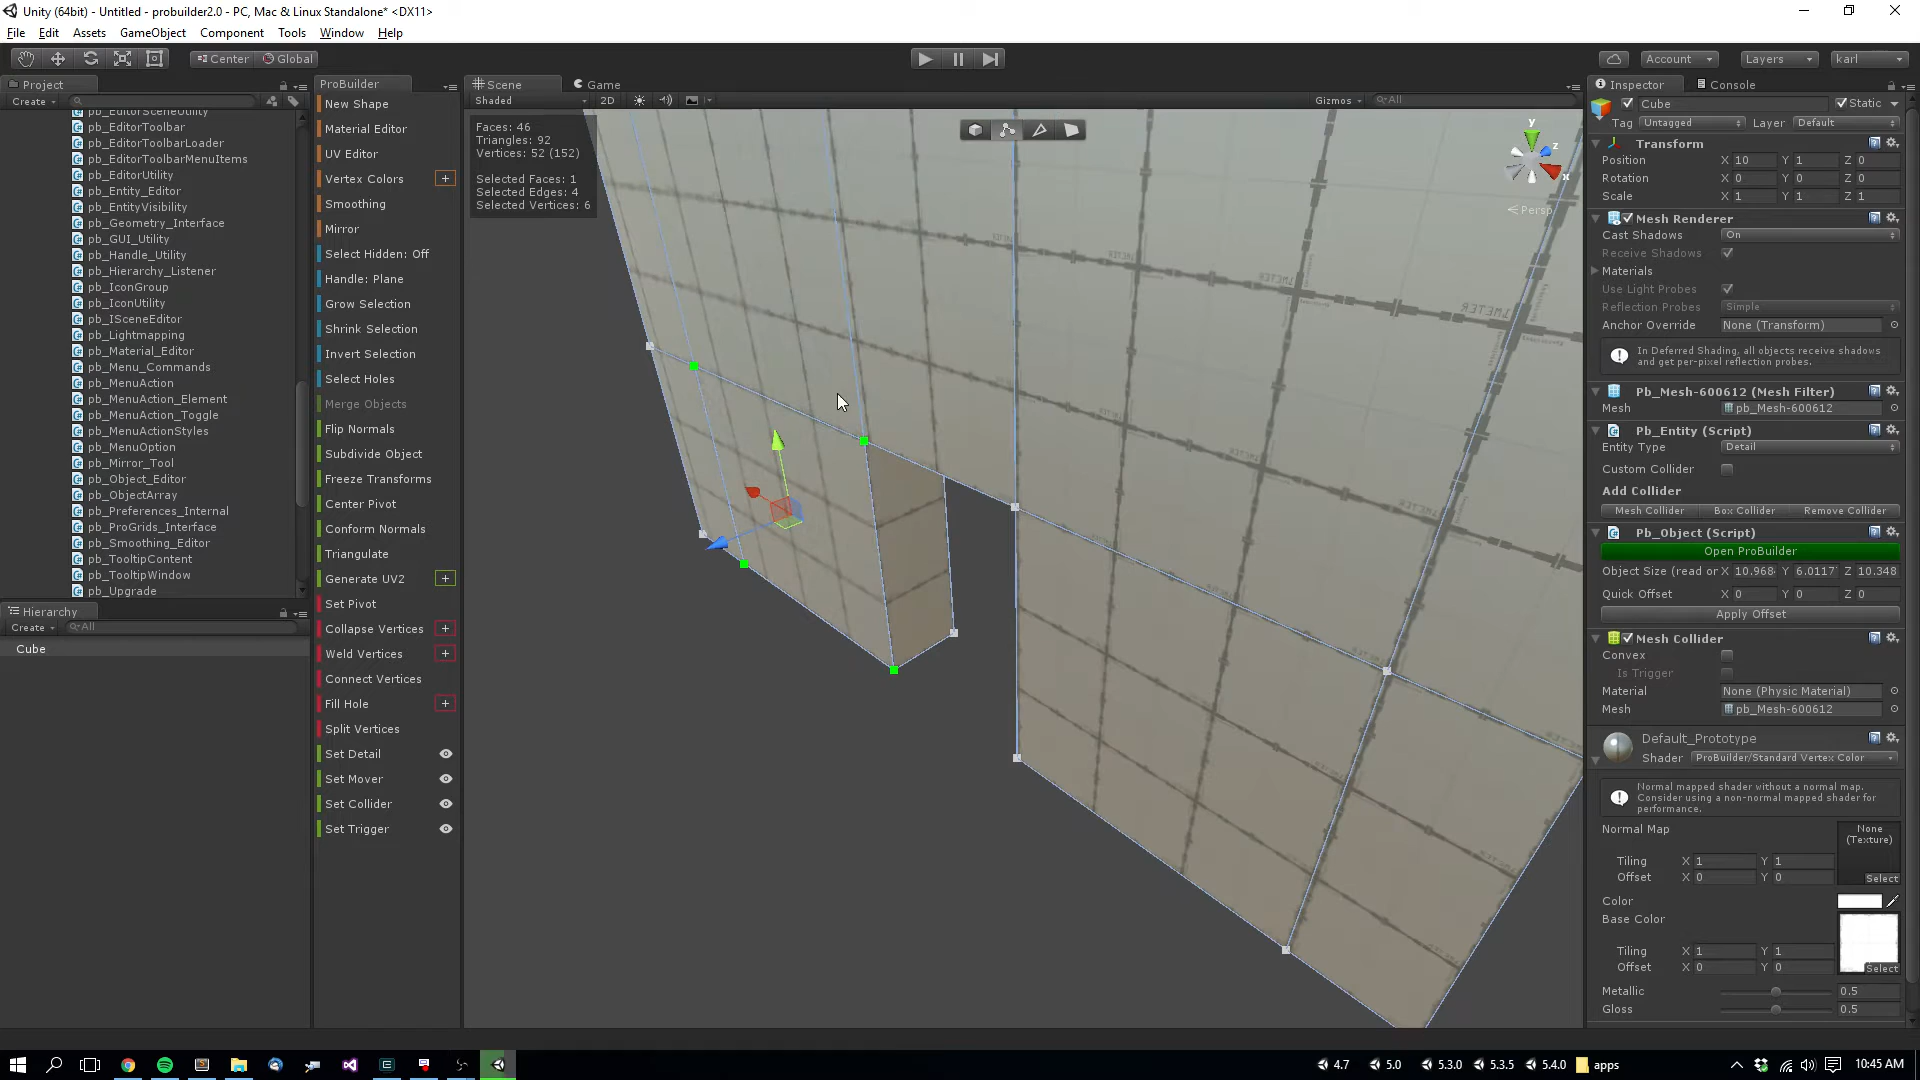 Unity (64bit) - Untitled - probuilder2.0 - PC, Mac & Linux Standalone* <DX11>
File Edit Assets GameObject Component Tools Window Help
Center Global
Account Layers karl
Project
Create
pb_EditorSceneUtility
pb_EditorToolbar
pb_EditorToolbarLoader
pb_EditorToolbarMenuItems
pb_EditorUtility
pb_Entity_Editor
pb_EntityVisibility
pb_Geometry_Interface
pb_GUI_Utility
pb_Handle_Utility
pb_Hierarchy_Listener
pb_IconGroup
pb_IconUtility
pb_ISceneEditor
pb_Lightmapping
pb_Material_Editor
pb_Menu_Commands
pb_MenuAction
pb_MenuAction_Element
pb_MenuAction_Toggle
pb_MenuActionStyles
pb_MenuOption
pb_Mirror_Tool
pb_Object_Editor
pb_ObjectArray
pb_Preferences_Internal
pb_ProGrids_Interface
pb_Smoothing_Editor
pb_TooltipContent
pb_TooltipWindow
pb_Upgrade
Hierarchy
Create All
Cube
ProBuilder
New Shape
Material Editor
UV Editor
Vertex Colors +
Smoothing
Mirror
Select Hidden: Off
Handle: Plane
Grow Selection
Shrink Selection
Invert Selection
Select Holes
Merge Objects
Flip Normals
Subdivide Object
Freeze Transforms
Center Pivot
Conform Normals
Triangulate
Generate UV2 +
Set Pivot
Collapse Vertices +
Weld Vertices +
Connect Vertices
Fill Hole +
Split Vertices
Set Detail
Set Mover
Set Collider
Set Trigger
Scene Game
Shaded 2D Gizmos All
Faces: 46
Triangles: 92
Vertices: 52 (152)
Selected Faces: 1
Selected Edges: 4
Selected Vertices: 6
y
z
x
Persp
1METER
Inspector Console
Cube Static
Tag Untagged Layer Default
Transform
Position X 10 Y 1 Z 0
Rotation X 0 Y 0 Z 0
Scale X 1 Y 1 Z 1
Mesh Renderer
Cast Shadows On
Receive Shadows
Materials
Use Light Probes
Reflection Probes Simple
Anchor Override None (Transform)
In Deferred Shading, all objects receive shadows
and get per-pixel reflection probes.
Pb_Mesh-600612 (Mesh Filter)
Mesh pb_Mesh-600612
Pb_Entity (Script)
Entity Type Detail
Custom Collider
Add Collider
Mesh Collider Box Collider Remove Collider
Pb_Object (Script)
Open ProBuilder
Object Size (read or X 10.968 Y 6.0117 Z 10.348
Quick Offset X 0 Y 0 Z 0
Apply Offset
Mesh Collider
Convex
Is Trigger
Material None (Physic Material)
Mesh pb_Mesh-600612
Default_Prototype
Shader ProBuilder/Standard Vertex Color
Normal mapped shader without a normal map.
Consider using a non-normal mapped shader for
performance.
Normal Map None
(Texture)
Tiling X 1 Y 1
Offset X 0 Y 0
Select
Color
Base Color
Tiling X 1 Y 1
Offset X 0 Y 0
Select
Metallic 0.5
Gloss 0.5
4.7 5.0 5.3.0 5.3.5 5.4.0 apps 10:45 AM